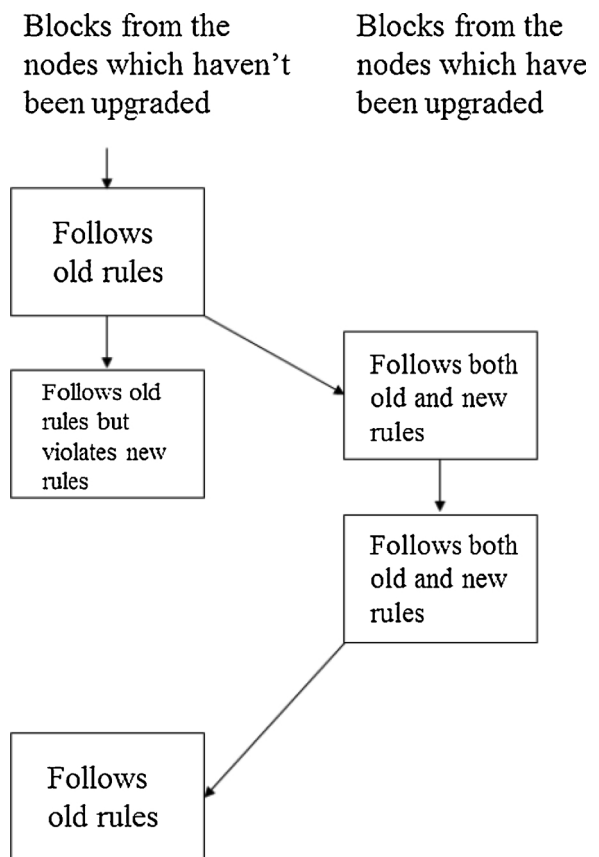 Blocks from the
nodes which haven't
been upgraded
Blocks from the
nodes which have
been upgraded
Follows
old rules
Follows old
rules but
violates new
rules
Follows both
old and new
rules
Follows both
old and new
rules
Follows
old rules